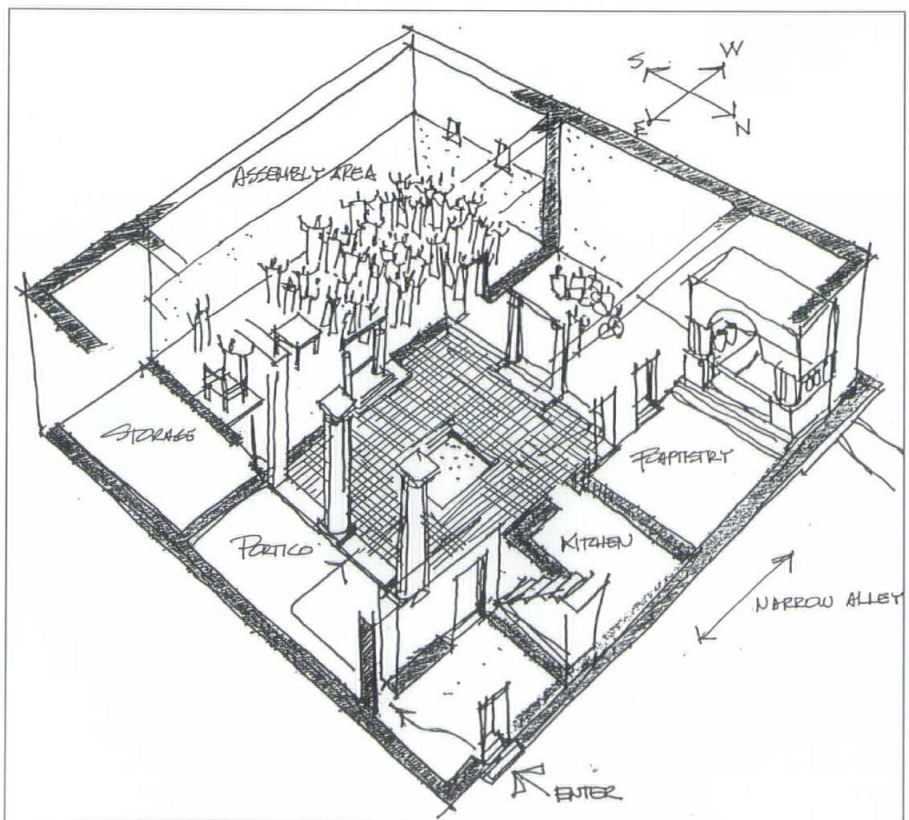 S
W
E
N
ASSEMBLY AREA
STORAGE
BAPTISTRY
PORTICO
KITCHEN
NARROW ALLEY
ENTER